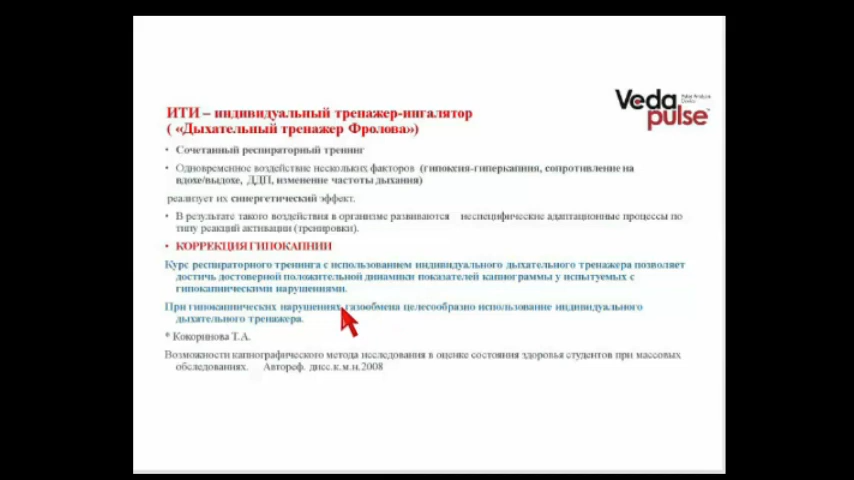 Veda
pulse
ИТИ – индивидуальный тренажер-ингалятор
( «Дыхательный тренажер Фролова»)
• Сочетанный респираторный тренинг
• Одновременное воздействие нескольких факторов (гипоксия-гиперкапния, сопротивление на
вдохе/выдохе, ДДП, изменение частоты дыхания)
реализует их синергетический эффект.
• В результате такого воздействия в организме развиваются неспецифические адаптационные процессы по
типу реакций активации (тренировки).
• КОРРЕКЦИЯ ГИПОКАПНИИ
Курс респираторного тренинга с использованием индивидуального дыхательного тренажера позволяет
достичь достоверной положительной динамики показателей капнограммы у испытуемых с
гипокапническими нарушениями.
При гипокапнических нарушениях газообмена целесообразно использование индивидуального
дыхательного тренажера.
* Кокоринова Т.А.
Возможности капнографического метода исследования в оценке состояния здоровья студентов при массовых
обследованиях. Автореф. дисс.к.м.н.2008